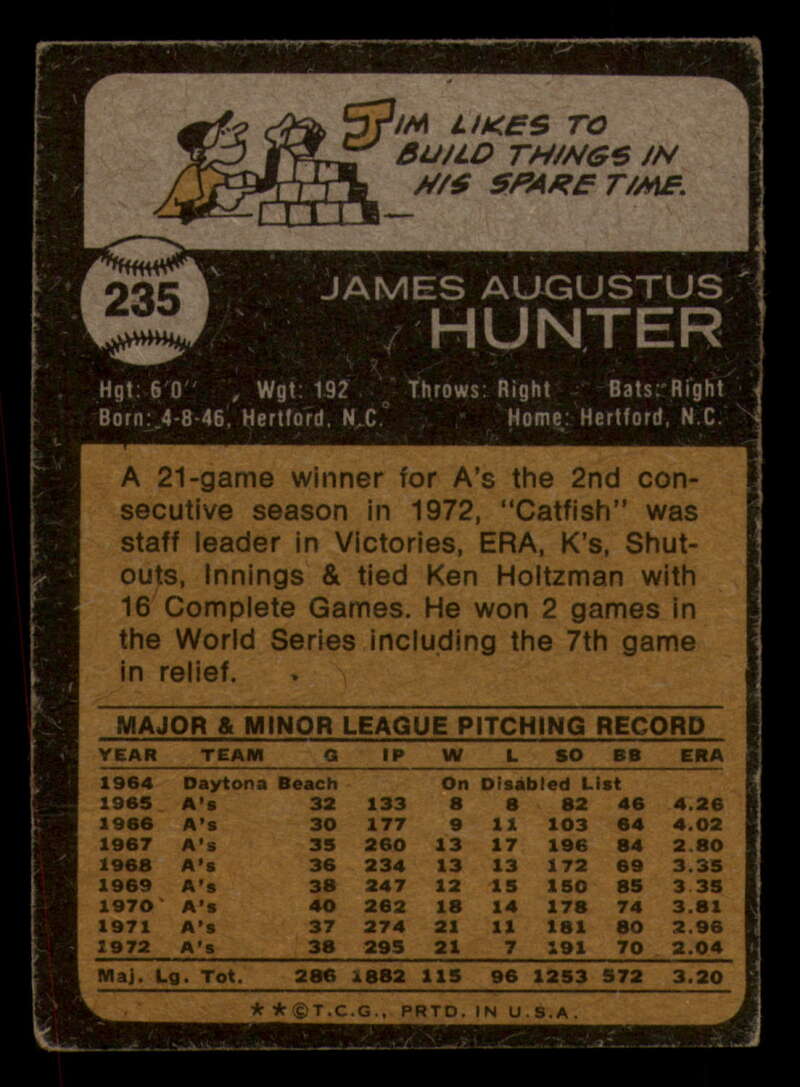 JIM LIKES TO
BUILD THINGS IN
HIS SPARE TIME.
235
JAMES AUGUSTUS
HUNTER
Hgt: 6'0" Wgt: 192 Throws: Right Bats: Right
Born: 4-8-46, Hertford, N.C. Home: Hertford, N.C.
A 21-game winner for A's the 2nd con-
secutive season in 1972, "Catfish" was
staff leader in Victories, ERA, K's, Shut-
outs, Innings & tied Ken Holtzman with
16 Complete Games. He won 2 games in
the World Series including the 7th game
in relief.
MAJOR & MINOR LEAGUE PITCHING RECORD
YEAR TEAM G IP W L SO BB ERA
1964 Daytona Beach On Disabled List
1965 A's 32 133 8 8 82 46 4.26
1966 A's 30 177 9 11 103 64 4.02
1967 A's 35 260 13 17 196 84 2.80
1968 A's 36 234 13 13 172 69 3.35
1969 A's 38 247 12 15 150 85 3.35
1970 A's 40 262 18 14 178 74 3.81
1971 A's 37 274 21 11 181 80 2.96
1972 A's 38 295 21 7 191 70 2.04
Maj. Lg. Tot. 286 1882 115 96 1253 572 3.20
* * © T.C.G., PRTD. IN U.S.A.